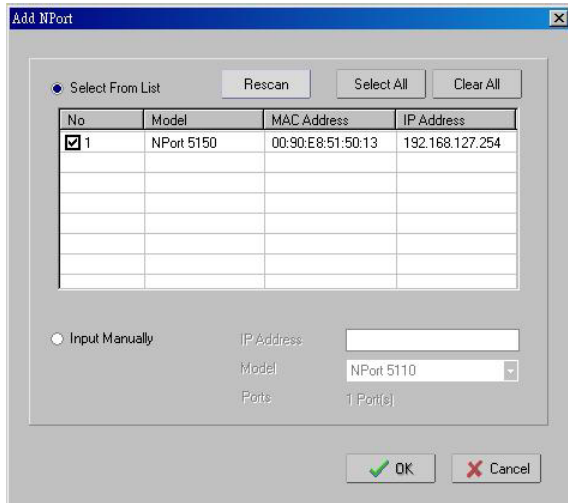 Add NPort
Select From List Rescan Select All Clear All
No Model MAC Address IP Address
1 NPort 5150 00:90:E8:51:50:13 192.168.127.254
Input Manually IP Address
Model NPort 5110
Ports 1 Port(s)
OK Cancel